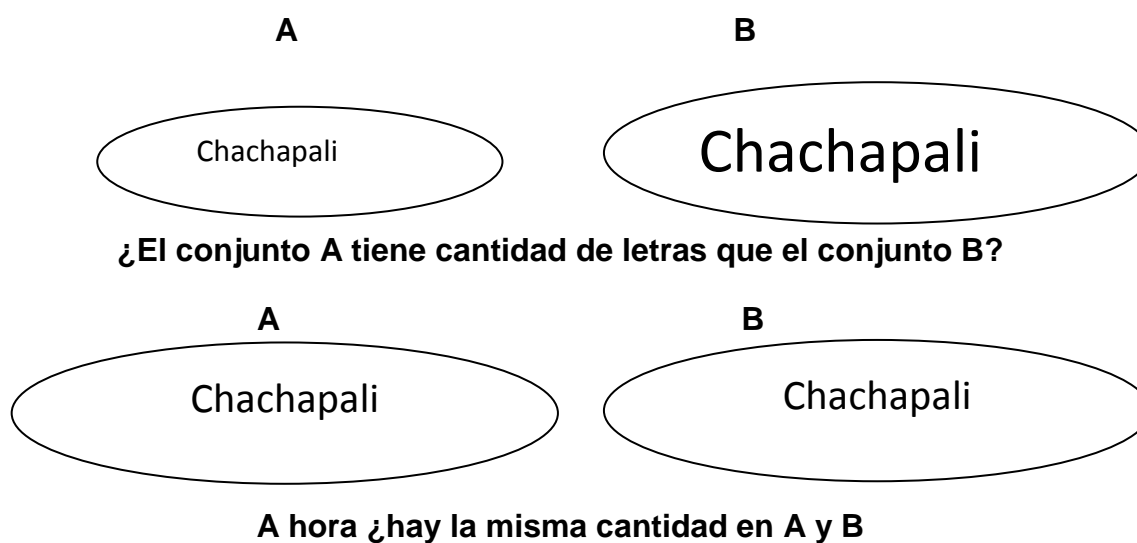 A B
Chachapali Chachapali
¿El conjunto A tiene cantidad de letras que el conjunto B?
A B
Chachapali Chachapali
A hora ¿hay la misma cantidad en A y B